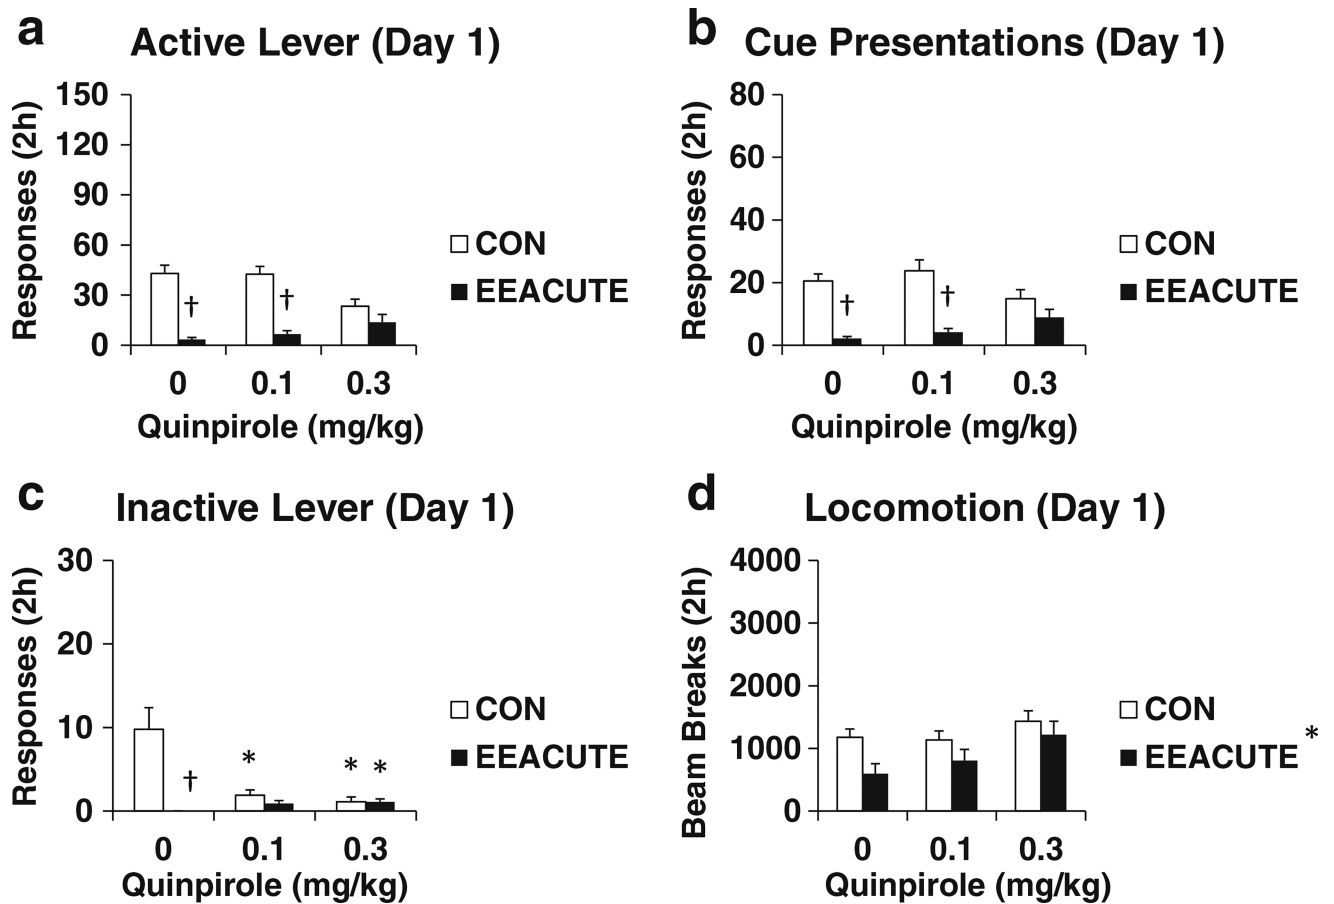 a
Active Lever (Day 1)
Responses (2h)
150
120
90
60
30
0
†
†
0
0.1
0.3
Quinpirole (mg/kg)
CON
EEACUTE
b
Cue Presentations (Day 1)
Responses (2h)
80
60
40
20
0
†
†
0
0.1
0.3
Quinpirole (mg/kg)
CON
EEACUTE
c
Inactive Lever (Day 1)
Responses (2h)
30
20
10
0
†
*
* *
0
0.1
0.3
Quinpirole (mg/kg)
CON
EEACUTE
d
Locomotion (Day 1)
Beam Breaks (2h)
4000
3000
2000
1000
0
0
0.1
0.3
Quinpirole (mg/kg)
CON
EEACUTE *